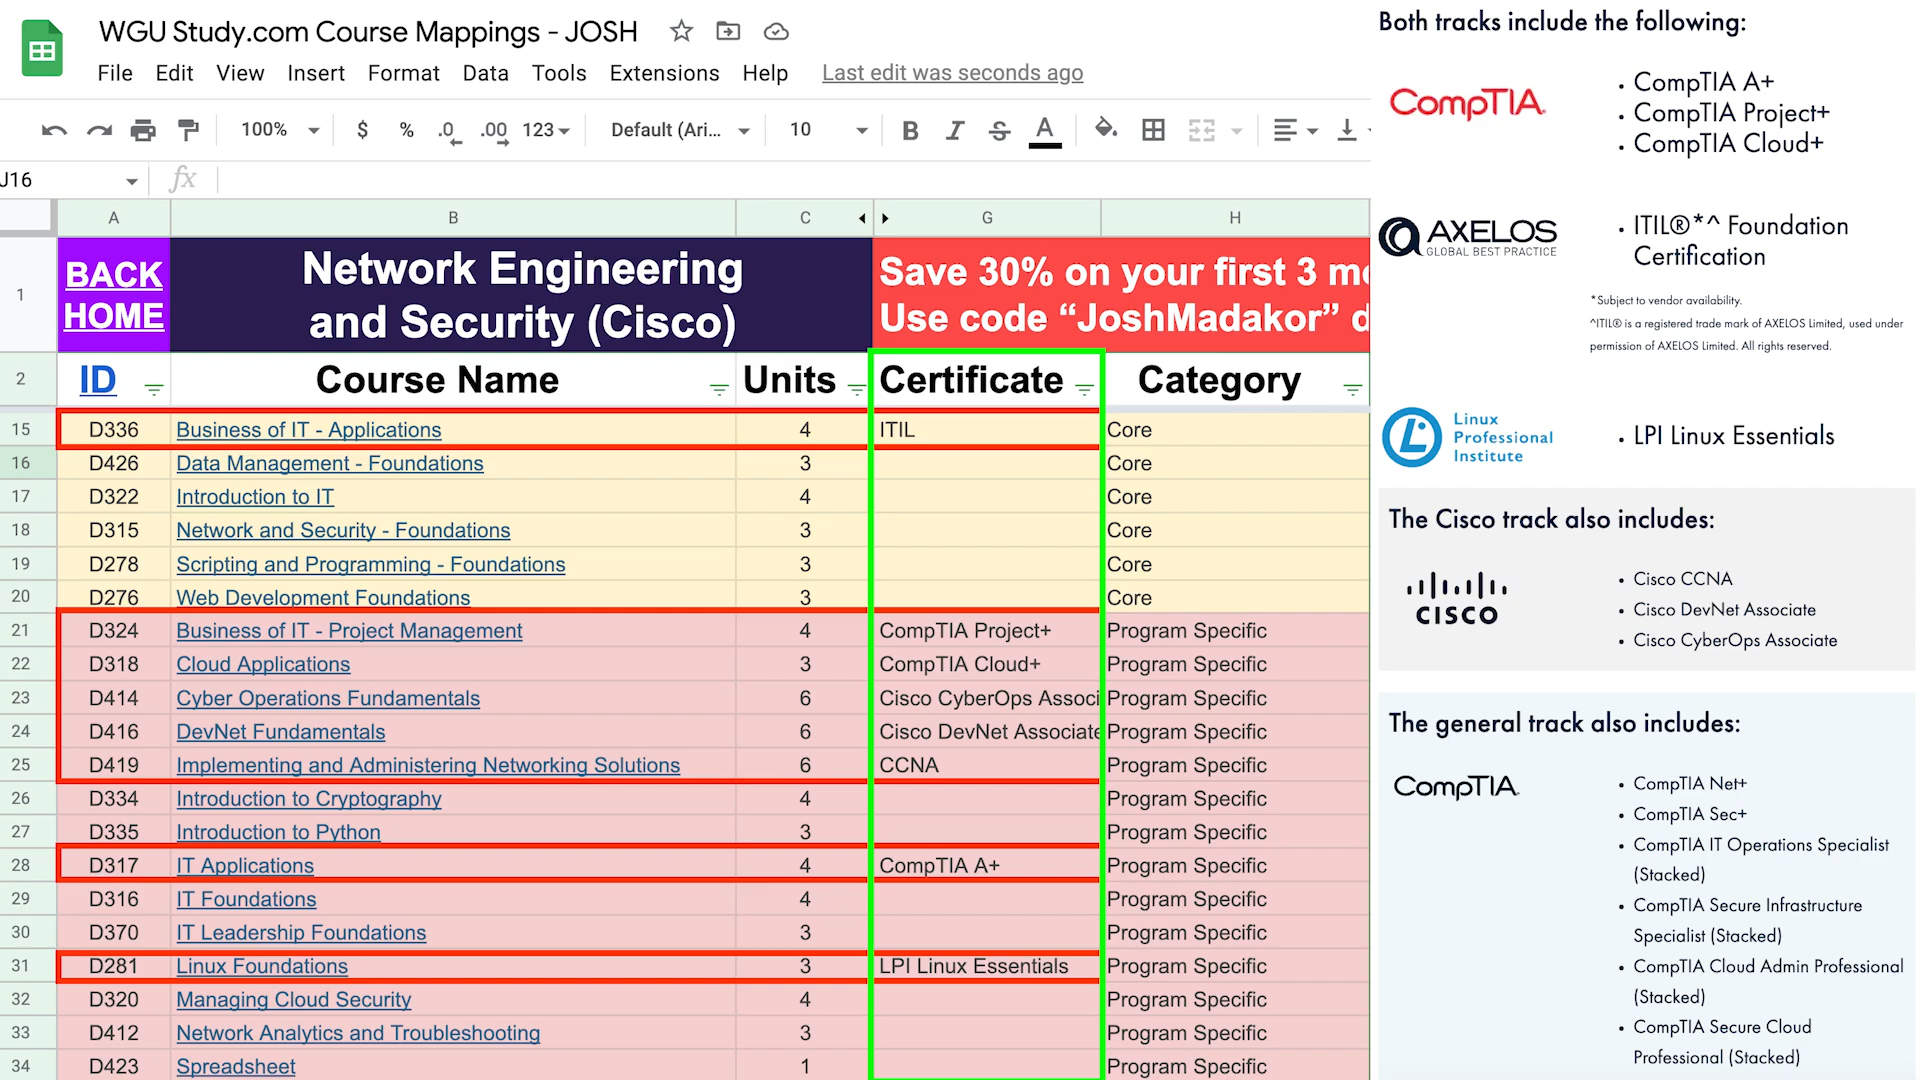 WGU Study.com Course Mappings - JOSH
File Edit View Insert Format Data Tools Extensions Help Last edit was seconds ago
100% $ % .0 .00 123 Default (Ari... 10 B I S A
J16 fx
A B C G H
1 BACK HOME Network Engineering and Security (Cisco) Save 30% on your first 3 mo
Use code “JoshMadakor” d
2 ID Course Name Units Certificate Category
15 D336 Business of IT - Applications 4 ITIL Core
16 D426 Data Management - Foundations 3 Core
17 D322 Introduction to IT 4 Core
18 D315 Network and Security - Foundations 3 Core
19 D278 Scripting and Programming - Foundations 3 Core
20 D276 Web Development Foundations 3 Core
21 D324 Business of IT - Project Management 4 CompTIA Project+ Program Specific
22 D318 Cloud Applications 3 CompTIA Cloud+ Program Specific
23 D414 Cyber Operations Fundamentals 6 Cisco CyberOps Associ Program Specific
24 D416 DevNet Fundamentals 6 Cisco DevNet Associate Program Specific
25 D419 Implementing and Administering Networking Solutions 6 CCNA Program Specific
26 D334 Introduction to Cryptography 4 Program Specific
27 D335 Introduction to Python 3 Program Specific
28 D317 IT Applications 4 CompTIA A+ Program Specific
29 D316 IT Foundations 4 Program Specific
30 D370 IT Leadership Foundations 3 Program Specific
31 D281 Linux Foundations 3 LPI Linux Essentials Program Specific
32 D320 Managing Cloud Security 4 Program Specific
33 D412 Network Analytics and Troubleshooting 3 Program Specific
34 D423 Spreadsheet 1 Program Specific
Both tracks include the following:
CompTIA.
• CompTIA A+
• CompTIA Project+
• CompTIA Cloud+
AXELOS
GLOBAL BEST PRACTICE
• ITIL®*^ Foundation
Certification
*Subject to vendor availability.
^ITIL® is a registered trade mark of AXELOS Limited, used under
permission of AXELOS Limited. All rights reserved.
Linux
Professional
Institute
• LPI Linux Essentials
The Cisco track also includes:
CISCO
• Cisco CCNA
• Cisco DevNet Associate
• Cisco CyberOps Associate
The general track also includes:
CompTIA.
• CompTIA Net+
• CompTIA Sec+
• CompTIA IT Operations Specialist
(Stacked)
• CompTIA Secure Infrastructure
Specialist (Stacked)
• CompTIA Cloud Admin Professional
(Stacked)
• CompTIA Secure Cloud
Professional (Stacked)